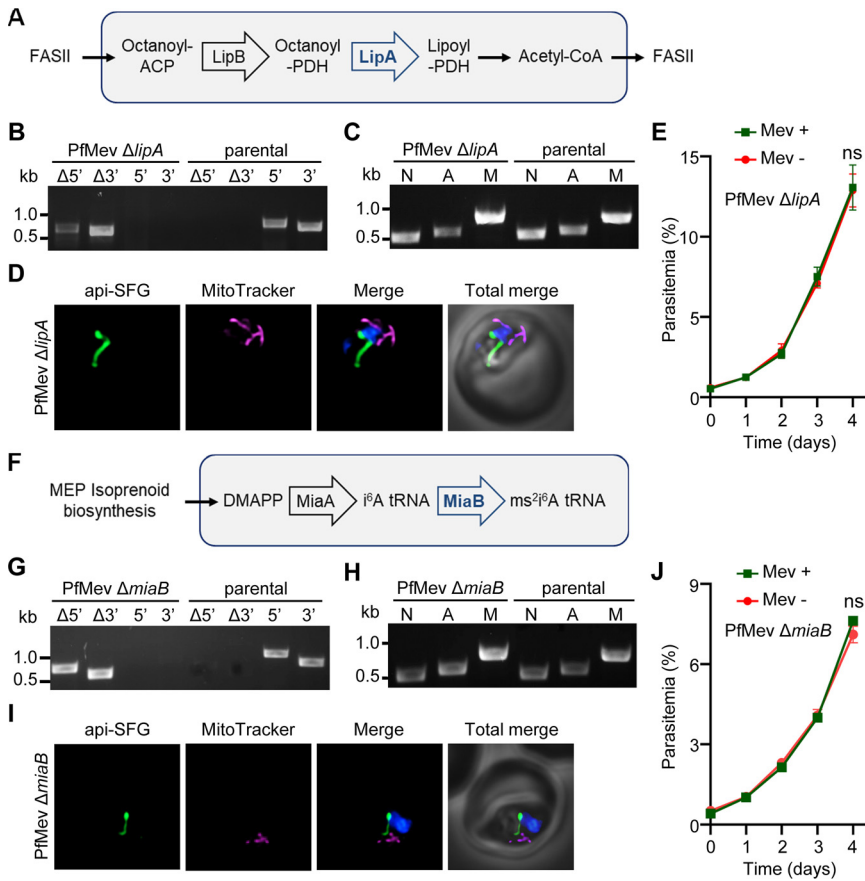 A
FASII
Octanoyl-
ACP
LipB
Octanoyl
-PDH
LipA
Lipoyl
-PDH
Acetyl-CoA
FASII
B
PfMev ΔlipA
parental
kb
Δ5’ Δ3’ 5’ 3’ Δ5’ Δ3’ 5’ 3’
1.0
0.5
C
PfMev ΔlipA
parental
kb
N A M N A M
1.0
0.5
D
api-SFG
MitoTracker
Merge
Total merge
PfMev ΔlipA
E
Mev +
Mev -
ns
PfMev ΔlipA
Parasitemia (%)
15
12
9
6
3
0
0 1 2 3 4
Time (days)
F
MEP Isoprenoid
biosynthesis
DMAPP
MiaA
i⁶A tRNA
MiaB
ms²i⁶A tRNA
G
PfMev ΔmiaB
parental
kb
Δ5’ Δ3’ 5’ 3’ Δ5’ Δ3’ 5’ 3’
1.0
0.5
H
PfMev ΔmiaB
parental
kb
N A M N A M
1.0
0.5
I
api-SFG
MitoTracker
Merge
Total merge
PfMev ΔmiaB
J
Mev +
Mev -
ns
PfMev ΔmiaB
Parasitemia (%)
9
6
3
0
0 1 2 3 4
Time (days)